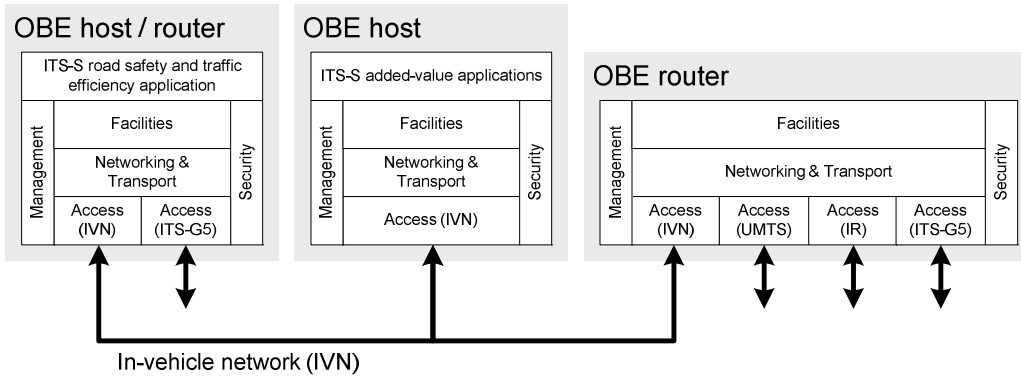 OBE host / router
ITS-S road safety and traffic
efficiency application
Management
Facilities
Networking &
Transport
Access
(IVN)
Access
(ITS-G5)
Security
OBE host
ITS-S added-value applications
Management
Facilities
Networking &
Transport
Access (IVN)
Security
OBE router
Management
Facilities
Networking & Transport
Access
(IVN)
Access
(UMTS)
Access
(IR)
Access
(ITS-G5)
Security
In-vehicle network (IVN)